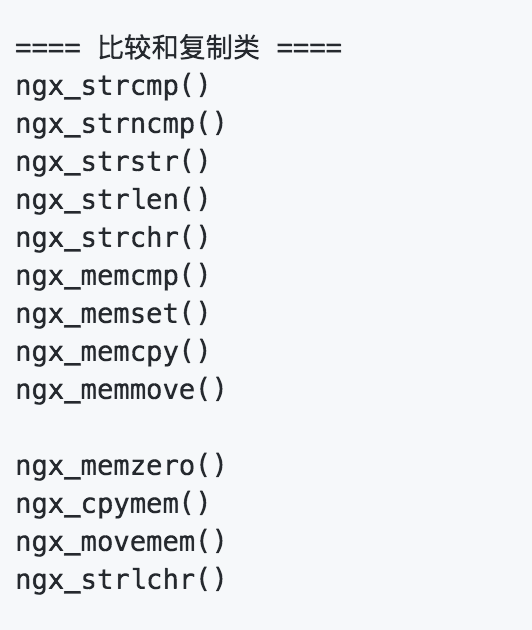 ==== 比较和复制类 ====
ngx_strcmp()
ngx_strncmp()
ngx_strstr()
ngx_strlen()
ngx_strchr()
ngx_memcmp()
ngx_memset()
ngx_memcpy()
ngx_memmove()
ngx_memzero()
ngx_cpymem()
ngx_movemem()
ngx_strlchr()